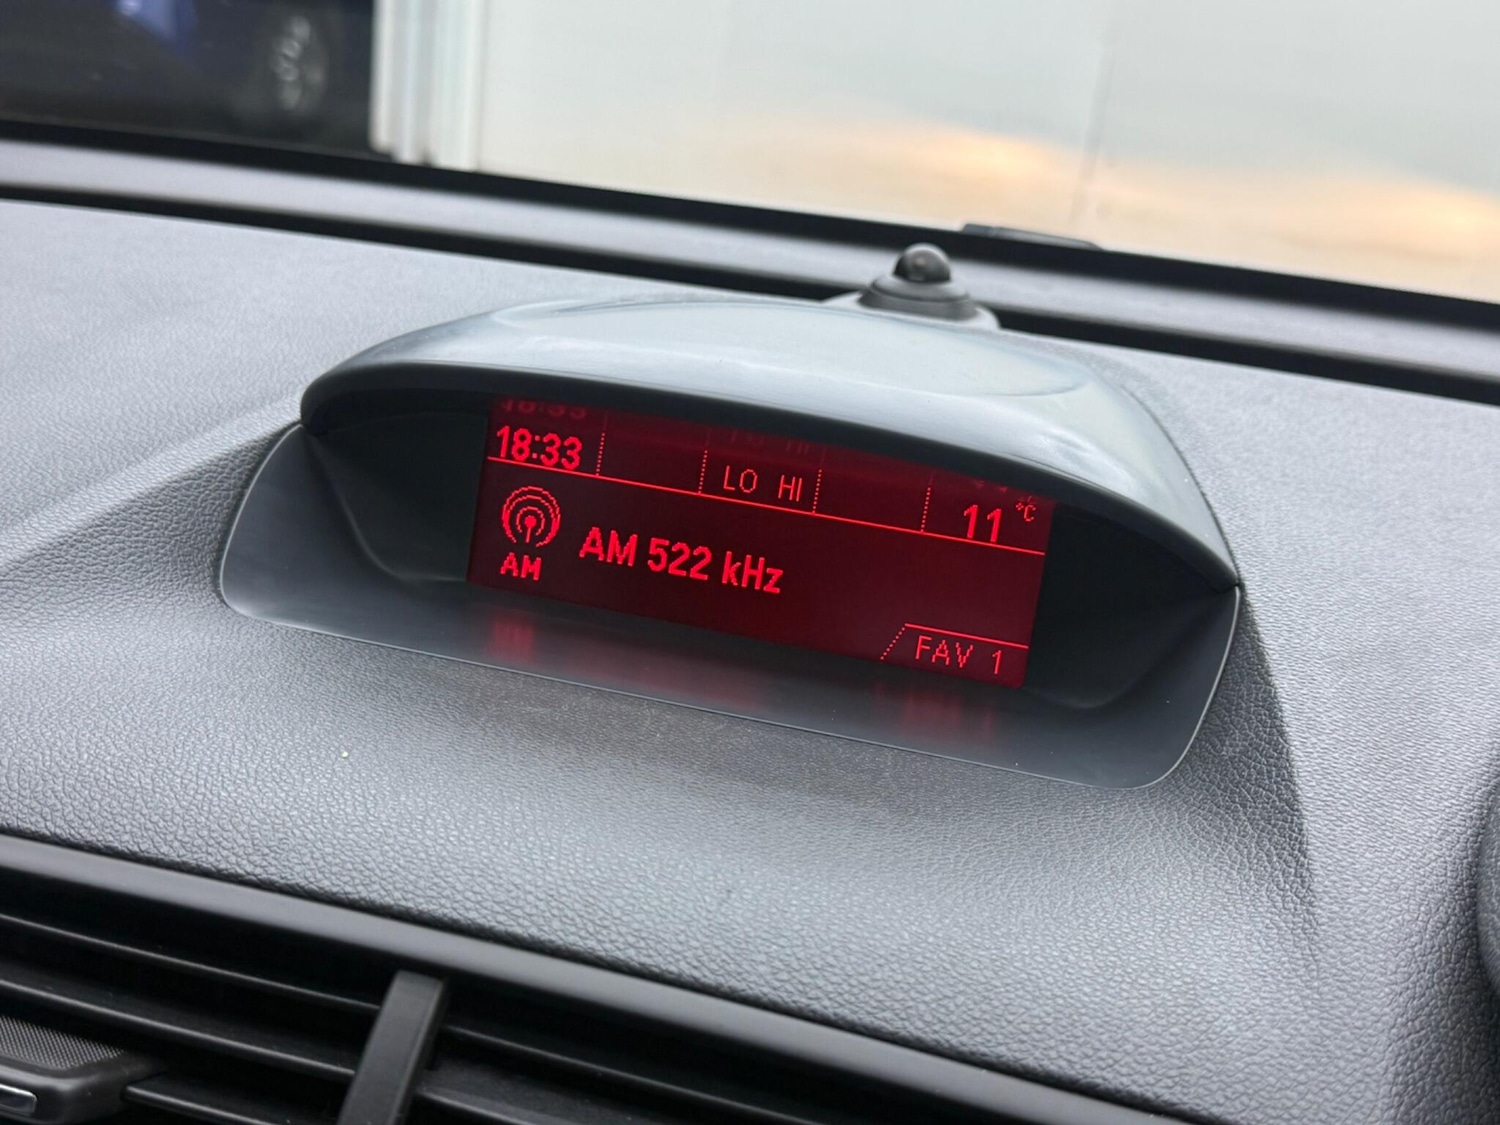 18:33 LO HI 11 °C
AM 522 kHz
AM
FAV 1